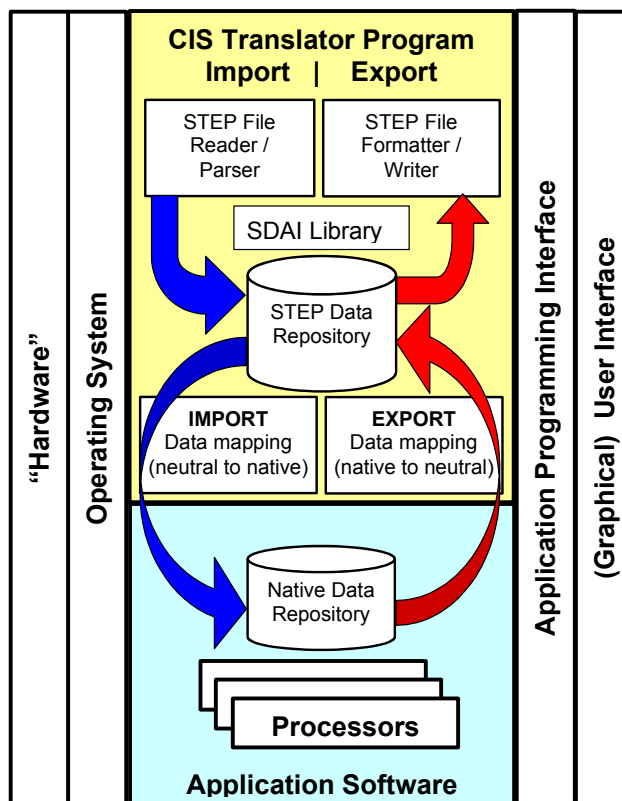 CIS Translator Program
Import | Export
STEP File
Reader /
Parser
STEP File
Formatter /
Writer
SDAI Library
STEP Data
Repository
IMPORT
Data mapping
(neutral to native)
EXPORT
Data mapping
(native to neutral)
Native Data
Repository
Processors
Application Software
“Hardware”
Operating System
Application Programming Interface
(Graphical) User Interface